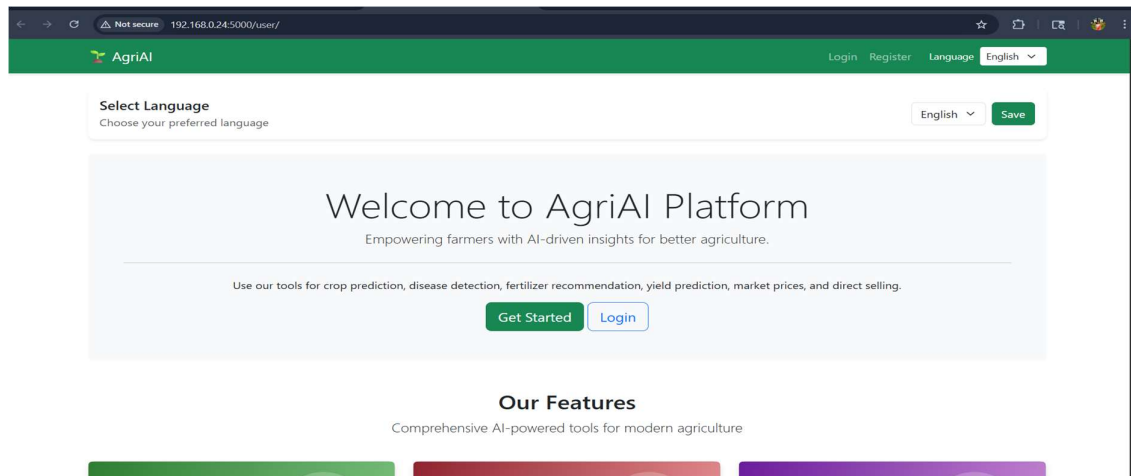 Not secure 192.168.0.24:5000/user/
AgriAI Login Register Language English
Select Language
Choose your preferred language
English Save
Welcome to AgriAI Platform
Empowering farmers with AI-driven insights for better agriculture.
Use our tools for crop prediction, disease detection, fertilizer recommendation, yield prediction, market prices, and direct selling.
Get Started Login
Our Features
Comprehensive AI-powered tools for modern agriculture